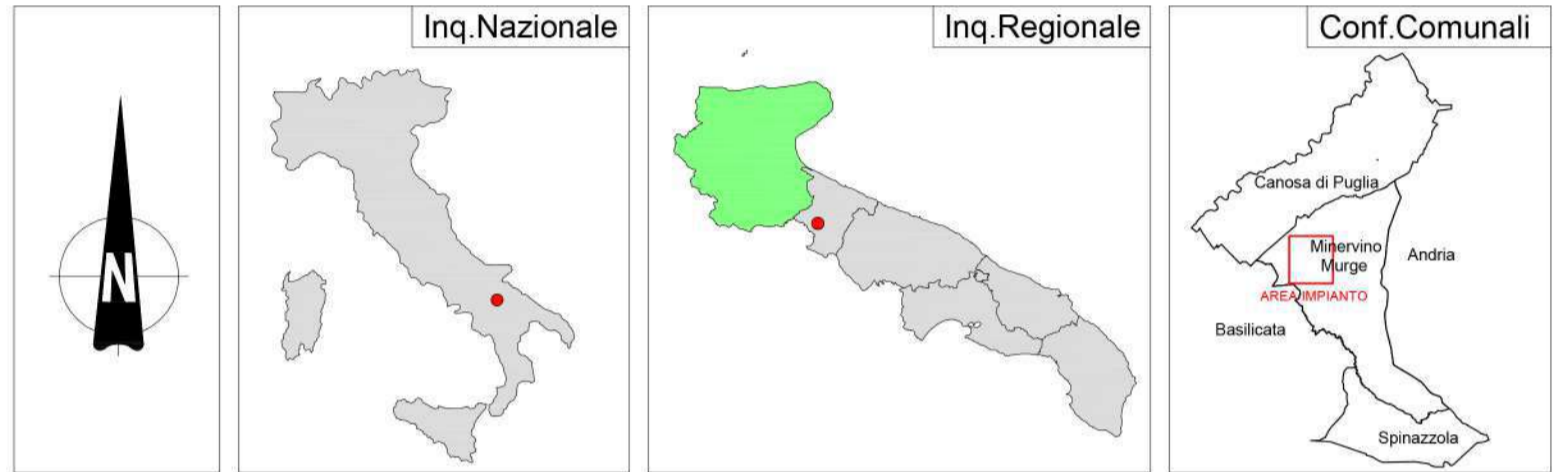 N
Inq.Nazionale
Inq.Regionale
Conf.Comunali
Canosa di Puglia
Minervino
Murge
Andria
AREA IMPIANTO
Basilicata
Spinazzola